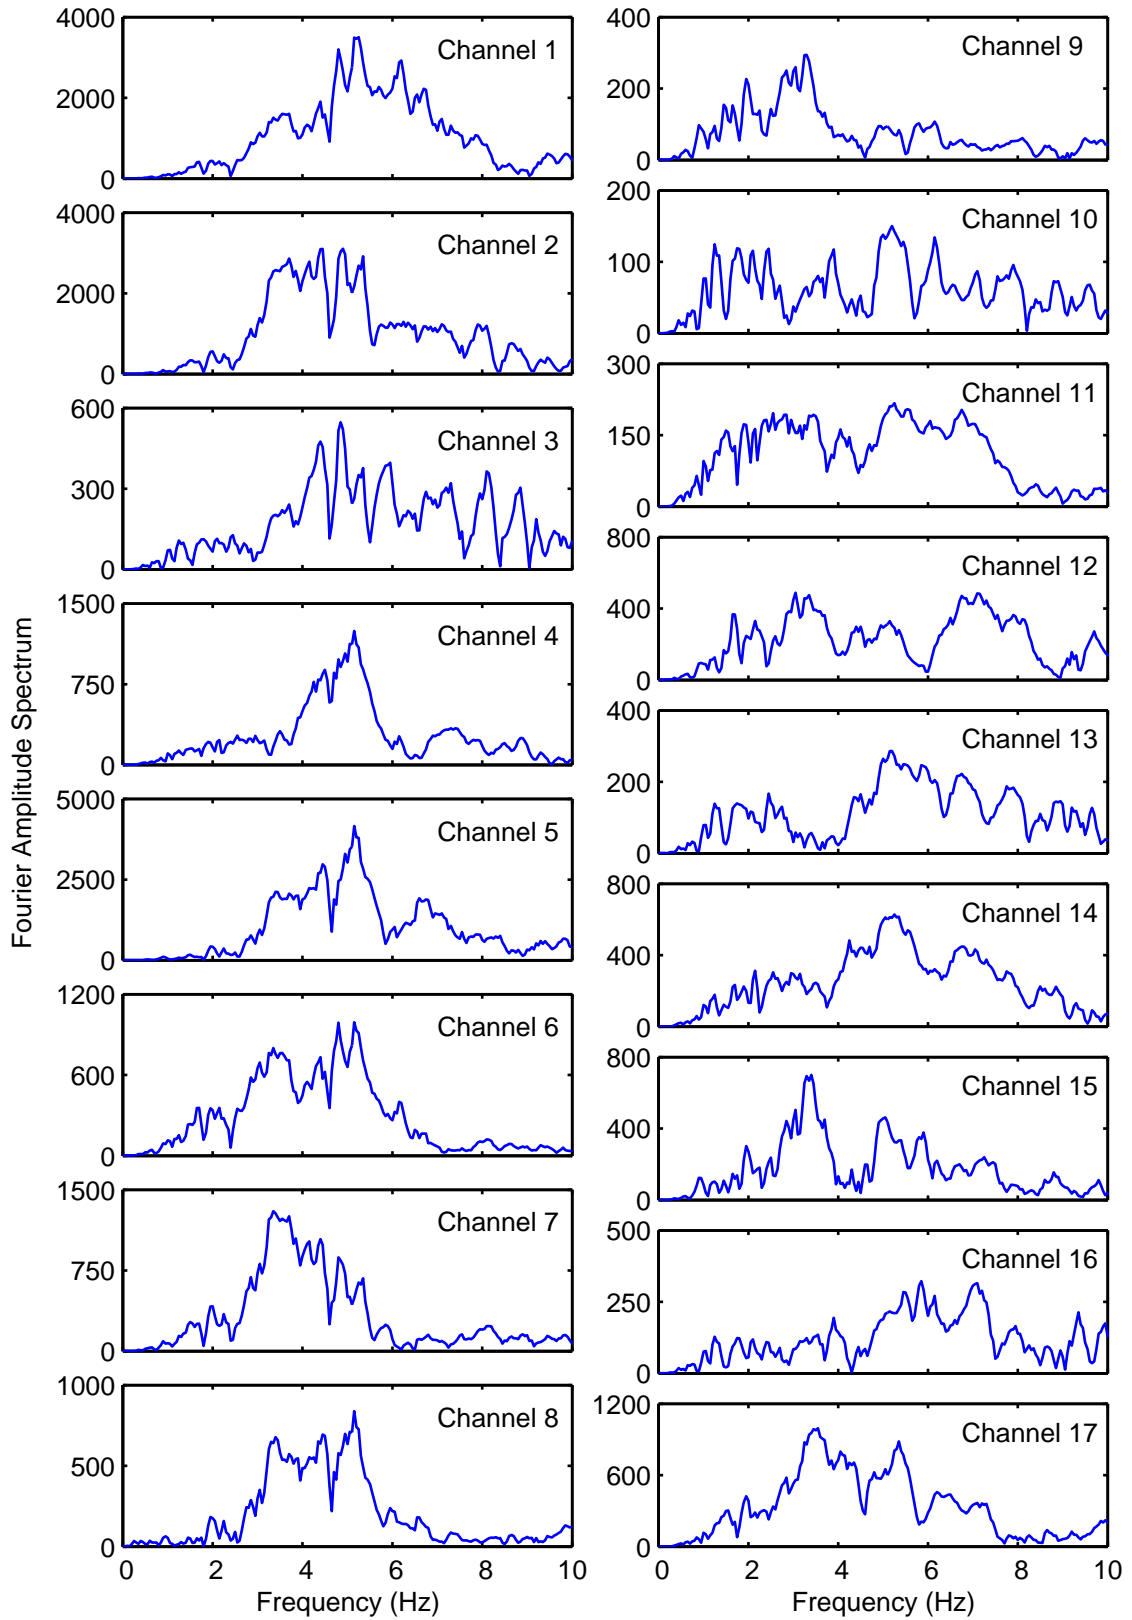 Fourier Amplitude Spectrum
4000
2000
0
Channel 1
4000
2000
0
Channel 2
600
300
0
Channel 3
1500
750
0
Channel 4
5000
2500
0
Channel 5
1200
600
0
Channel 6
1500
750
0
Channel 7
1000
500
0
Channel 8
0 2 4 6 8 10
Frequency (Hz)
400
200
0
Channel 9
200
100
0
Channel 10
300
150
0
Channel 11
800
400
0
Channel 12
400
200
0
Channel 13
800
400
0
Channel 14
800
400
0
Channel 15
500
250
0
Channel 16
1200
600
0
Channel 17
0 2 4 6 8 10
Frequency (Hz)